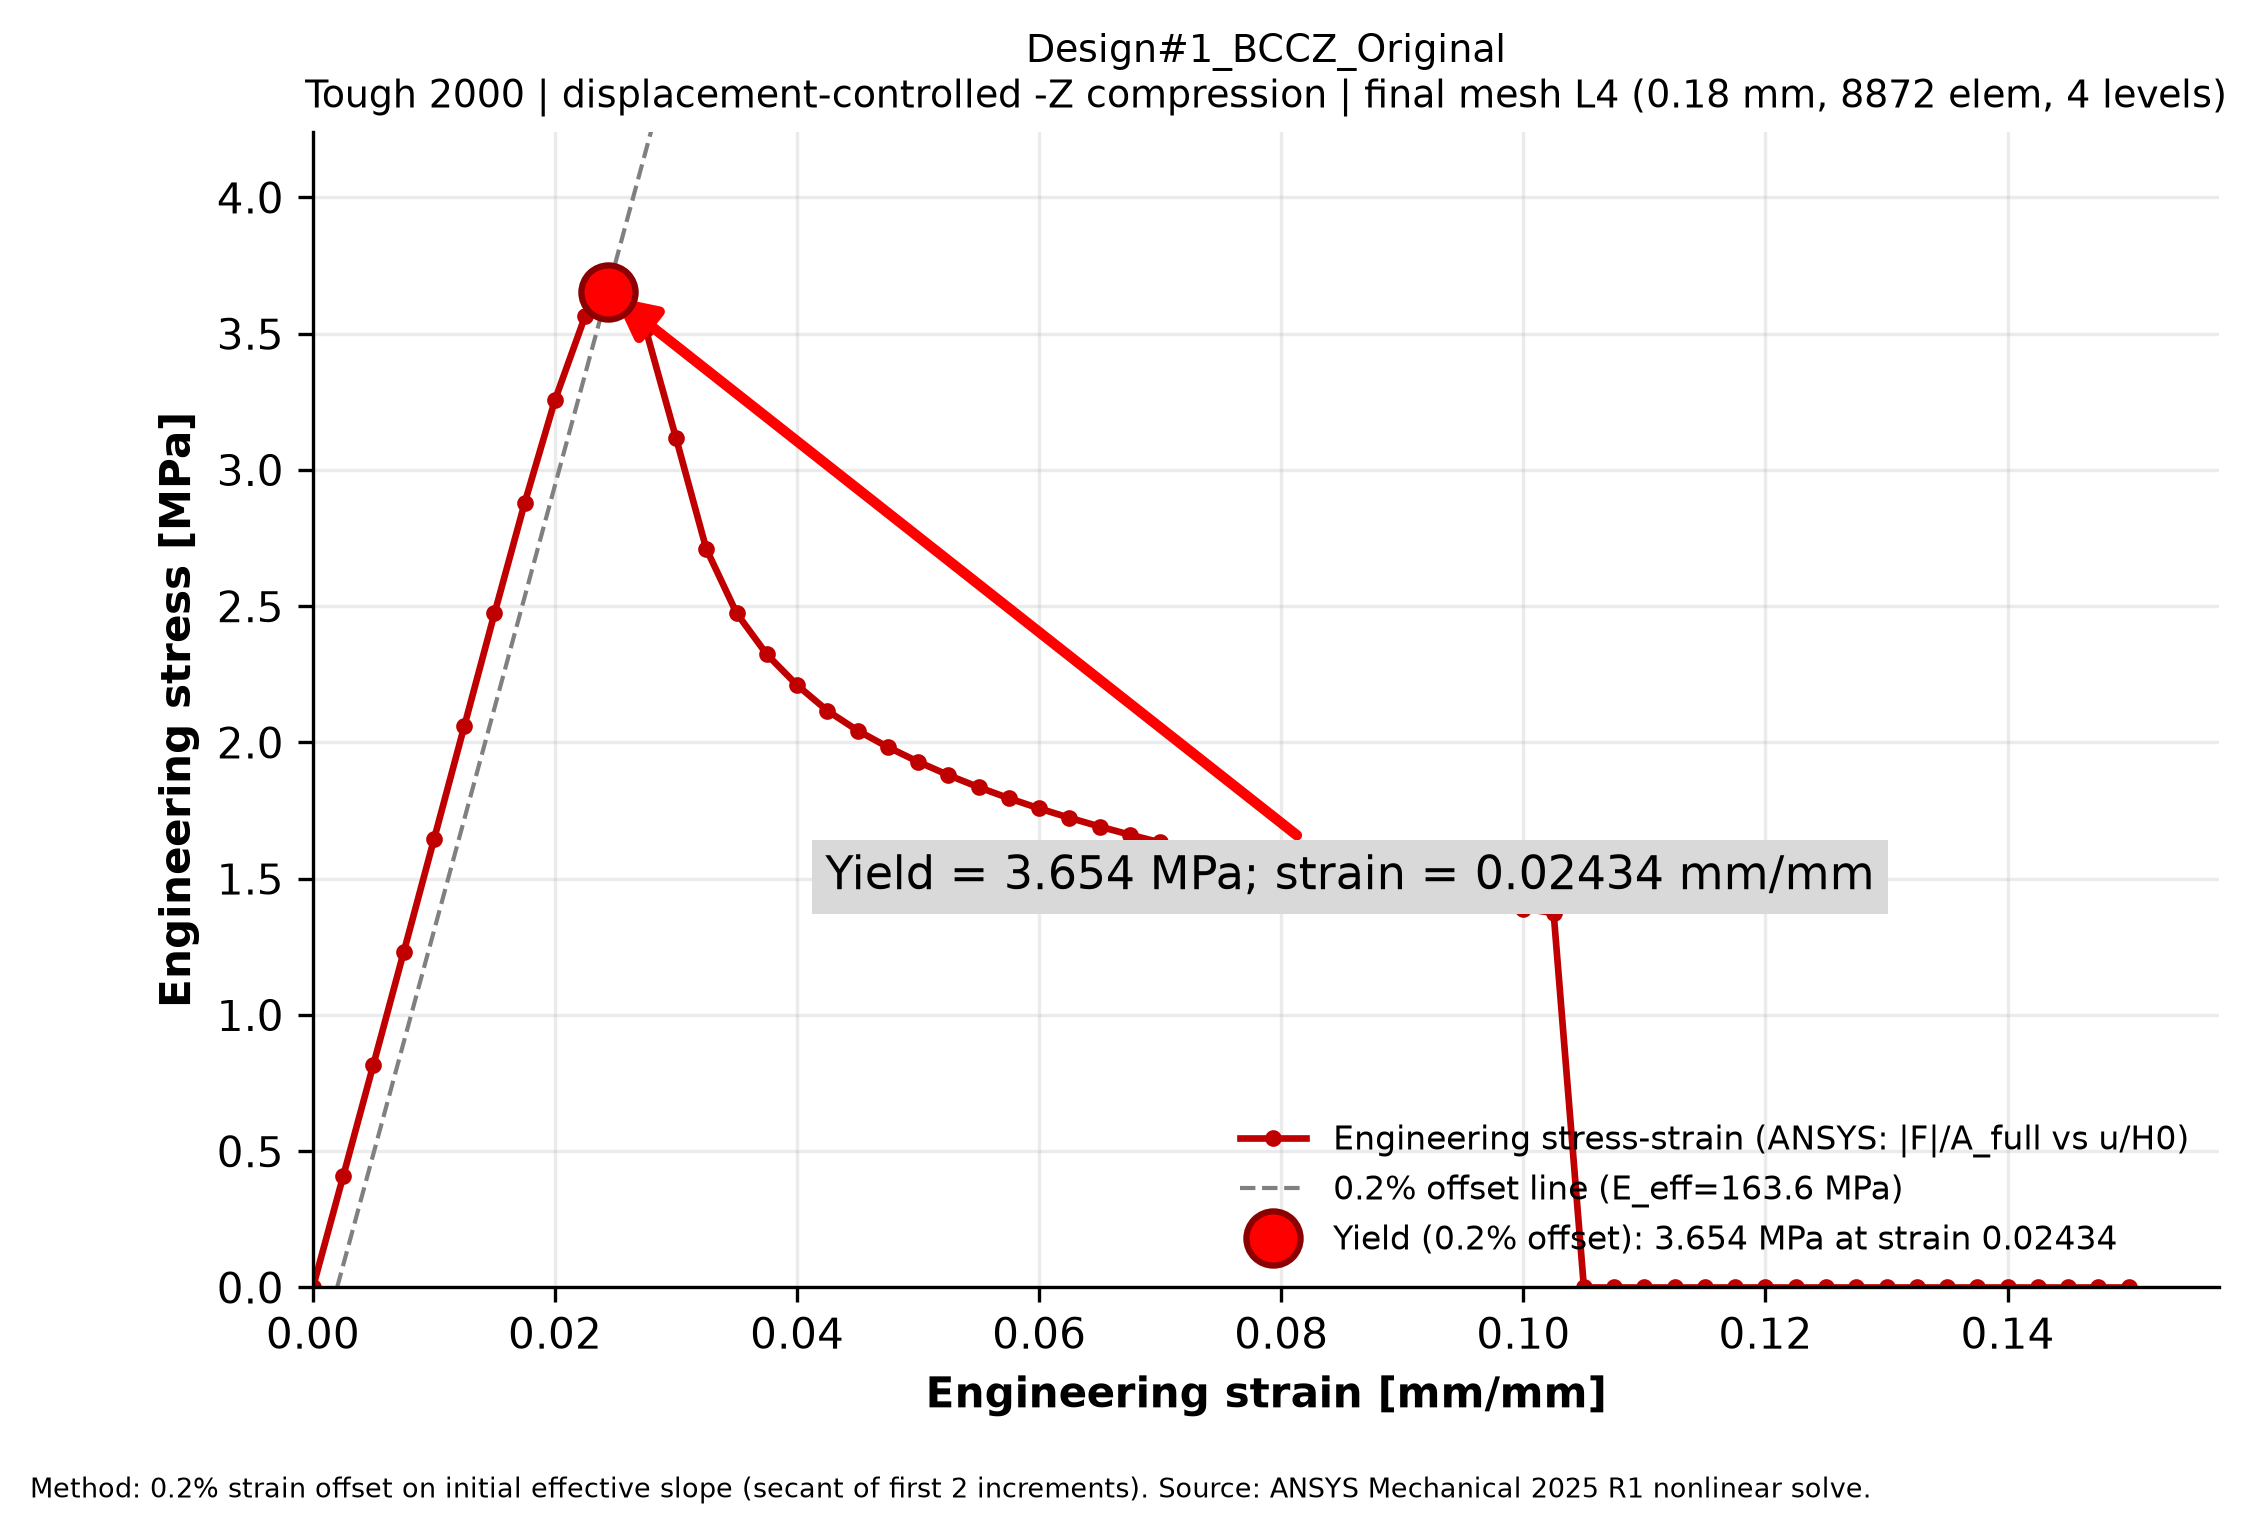 Design#1_BCCZ_Original
Tough 2000 | displacement-controlled -Z compression | final mesh L4 (0.18 mm, 8872 elem, 4 levels)
Engineering stress [MPa]
4.0
3.5
3.0
2.5
2.0
1.5
1.0
0.5
0.0
Yield = 3.654 MPa; strain = 0.02434 mm/mm
Engineering stress-strain (ANSYS: |F|/A_full vs u/H0)
0.2% offset line (E_eff=163.6 MPa)
Yield (0.2% offset): 3.654 MPa at strain 0.02434
0.00 0.02 0.04 0.06 0.08 0.10 0.12 0.14
Engineering strain [mm/mm]
Method: 0.2% strain offset on initial effective slope (secant of first 2 increments). Source: ANSYS Mechanical 2025 R1 nonlinear solve.